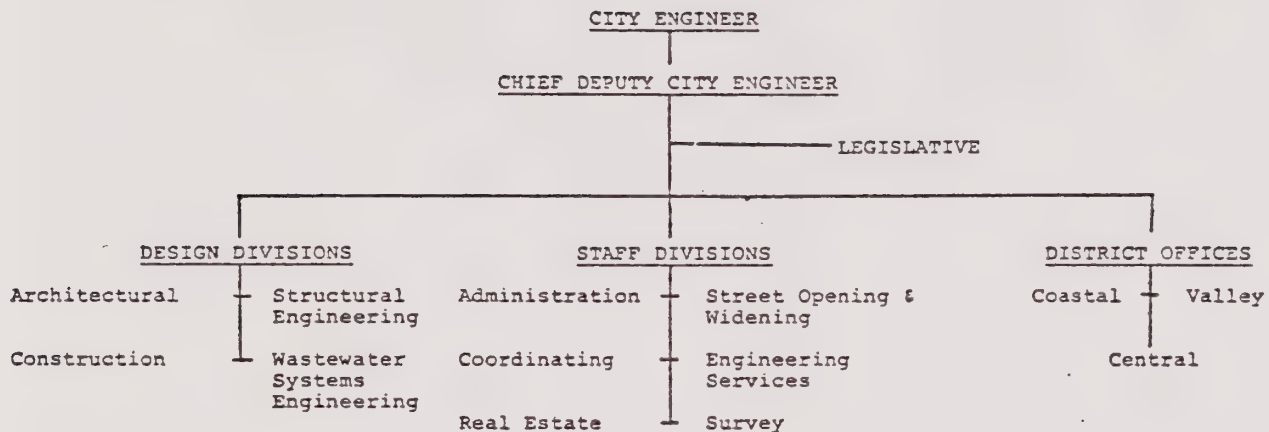 CITY ENGINEER
CHIEF DEPUTY CITY ENGINEER
LEGISLATIVE
DESIGN DIVISIONS
Architectural
Structural
Engineering
Construction
Wastewater
Systems
Engineering
STAFF DIVISIONS
Administration
Street Opening &
Widening
Coordinating
Engineering
Services
Real Estate
Survey
DISTRICT OFFICES
Coastal
Valley
Central